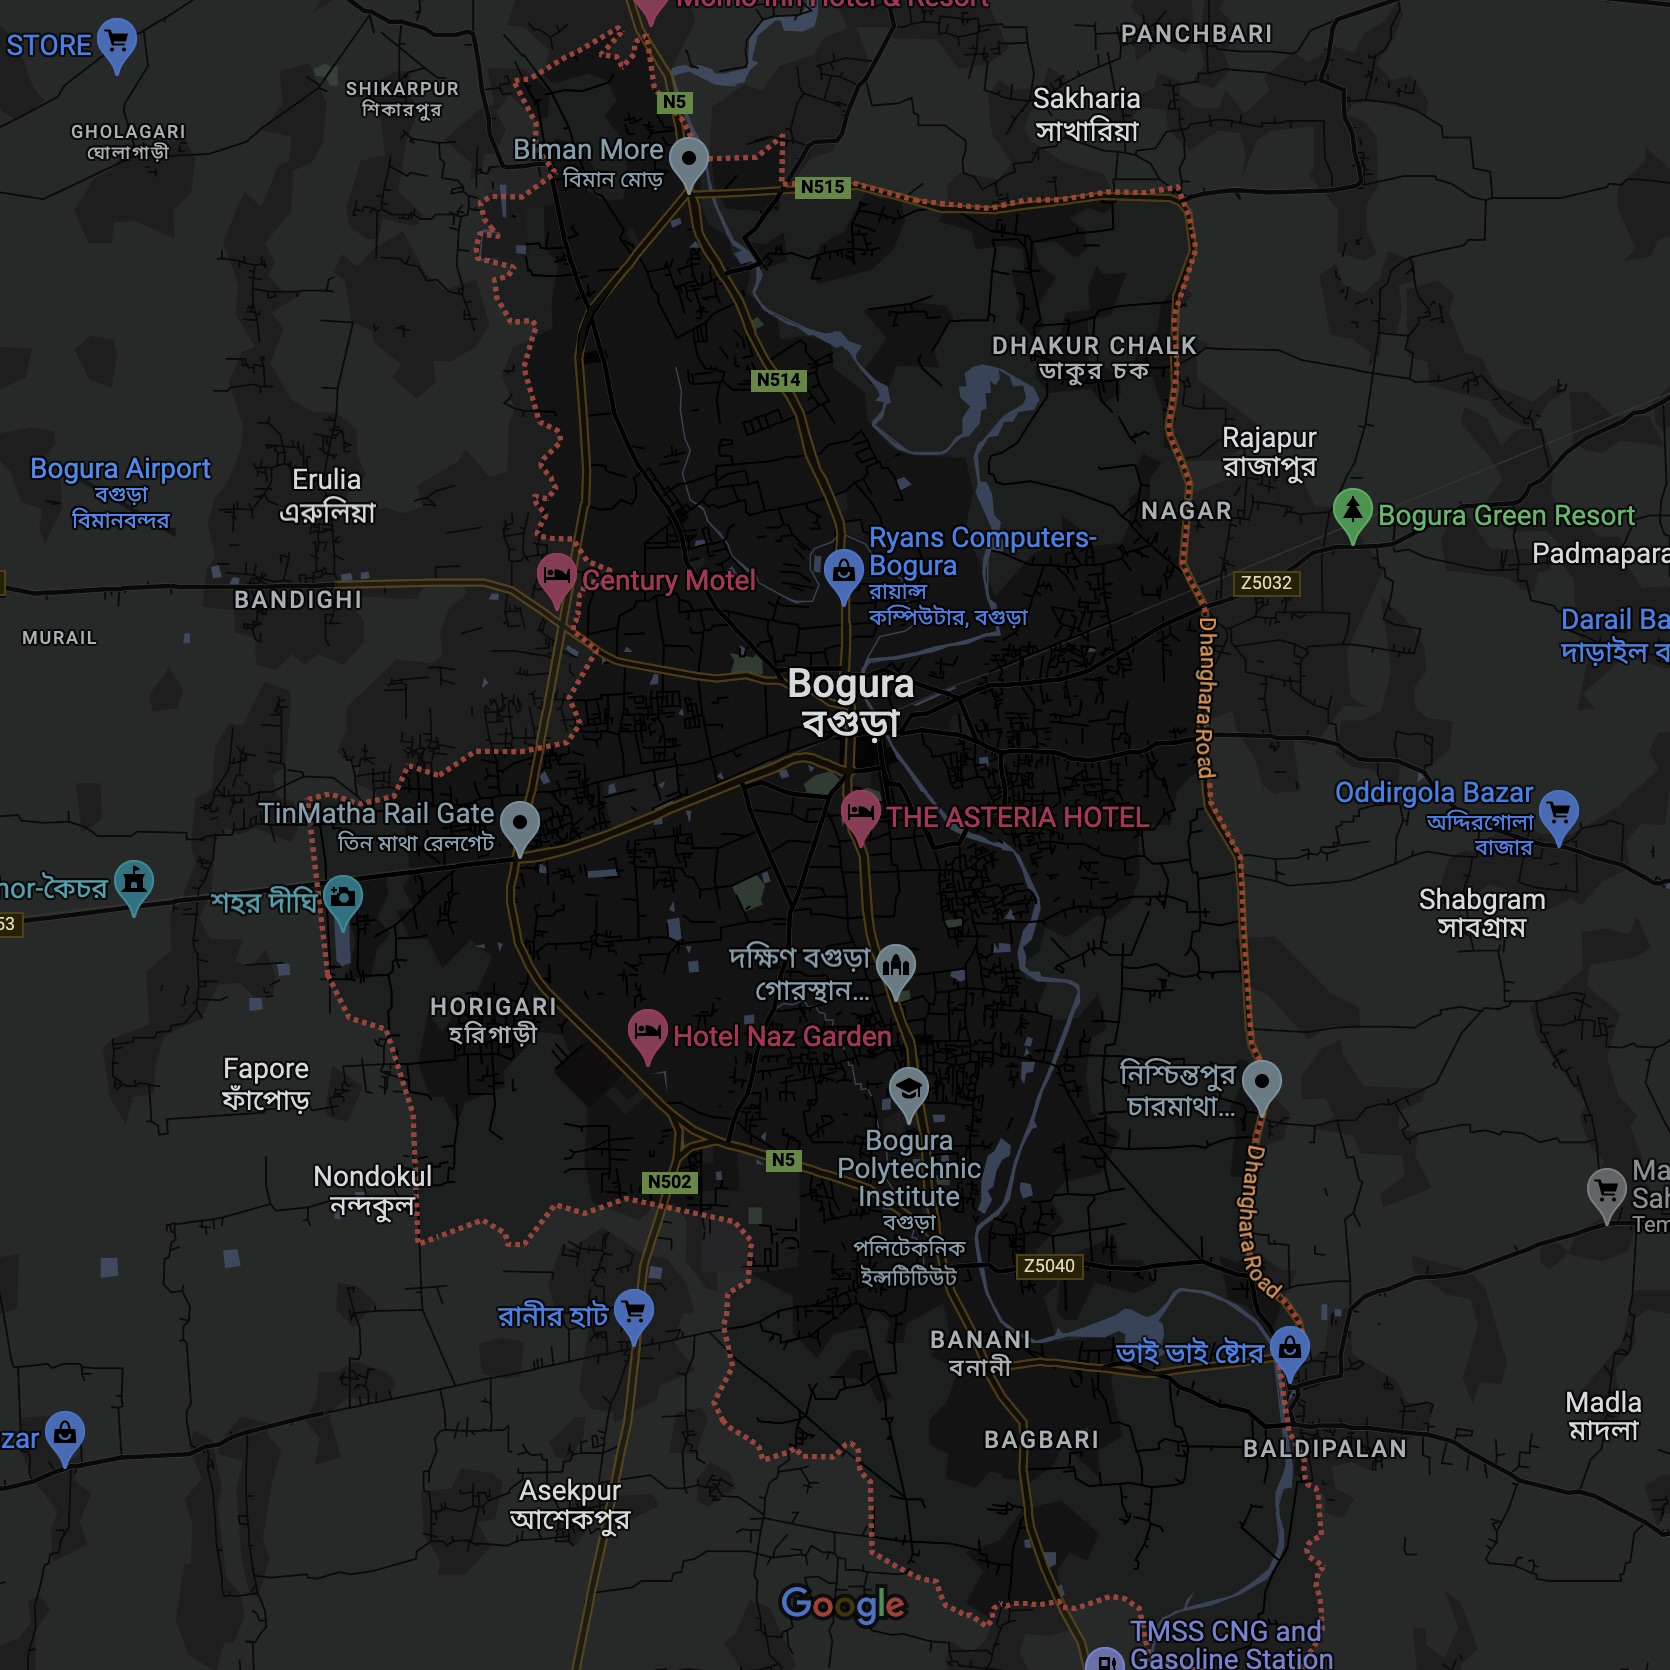 Momo Inn Hotel & Resort
STORE
PANCHBARI
SHIKARPUR
শিকারপুর
N5
Sakharia
সাখারিয়া
GHOLAGARI
ঘোলাগাড়ী
Biman More
বিমান মোড়
N515
DHAKUR CHALK
ডাকুর চক
N514
Rajapur
রাজাপুর
Bogura Airport
বগুড়া
বিমানবন্দর
Erulia
এরুলিয়া
NAGAR
Bogura Green Resort
Padmapara
Ryans Computers-
Bogura
রায়ান্স
কম্পিউটার, বগুড়া
Century Motel
Z5032
BANDIGHI
MURAIL
Darail Ba
দাড়াইল ব
Dhanghara Road
Bogura
বগুড়া
TinMatha Rail Gate
তিন মাথা রেলগেট
THE ASTERIA HOTEL
Oddirgola Bazar
অদ্দিরগোলা
বাজার
nor-কৈচর
শহর দীঘি
53
Shabgram
সাবগ্রাম
দক্ষিণ বগুড়া
গোরস্থান...
HORIGARI
হরিগাড়ী
Hotel Naz Garden
Fapore
ফাঁপোড়
নিশ্চিন্তপুর
চারমাথা...
Bogura
Polytechnic
Institute
বগুড়া
পলিটেকনিক
ইন্সটিটিউট
N5
N502
Nondokul
নন্দকুল
Dhanghara Road
Ma
Sah
Tem
Z5040
রানীর হাট
BANANI
বনানী
ভাই ভাই ষ্টোর
Madla
মাদলা
zar
BAGBARI
BALDIPALAN
Asekpur
আশেকপুর
Google
TMSS CNG and
Gasoline Station